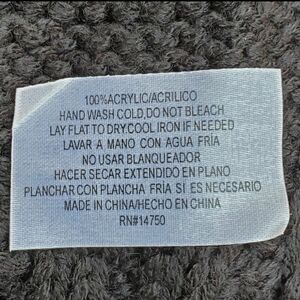 100%ACRYLIC/ACRILICO
HAND WASH COLD,DO NOT BLEACH
LAY FLAT TO DRY.COOL IRON IF NEEDED
LAVAR A MANO CON AGUA FRÍA
NO USAR BLANQUEADOR
HACER SECAR EXTENDIDO EN PLANO
PLANCHAR CON PLANCHA FRÍA SI ES NECESARIO
MADE IN CHINA/HECHO EN CHINA
RN#14750